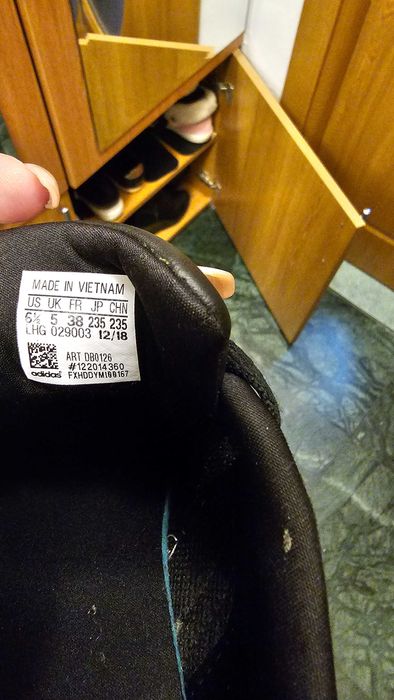 MADE IN VIETNAM
US UK FR JP CHN
6½ 5 38 235 235
LHG 029003 12/18
ART DB0126
#122014360
adidas FXHDDYM100167